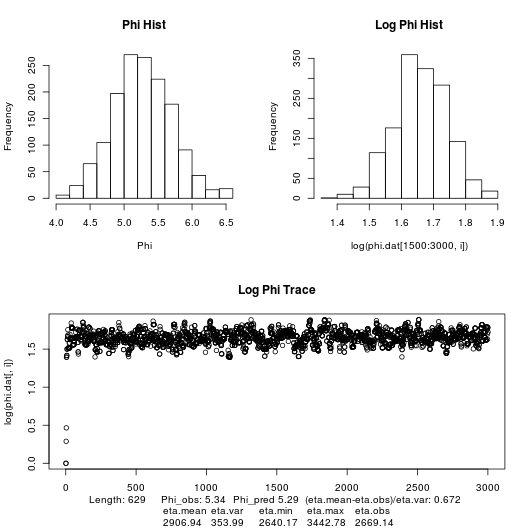 Phi Hist
Log Phi Hist
Frequency
0 50 100 150 200 250
4.0 4.5 5.0 5.5 6.0 6.5
Phi
Frequency
0 50 150 250 350
1.4 1.5 1.6 1.7 1.8 1.9
log(phi.dat[1500:3000, i])
Log Phi Trace
log(phi.dat[, i])
0.0 0.5 1.0 1.5
0 500 1000 1500 2000 2500 3000
Length: 629 Phi_obs: 5.34 Phi_pred 5.29 (eta.mean-eta.obs)/eta.var: 0.672
eta.mean eta.var eta.min eta.max eta.obs
2906.94 353.99 2640.17 3442.78 2669.14